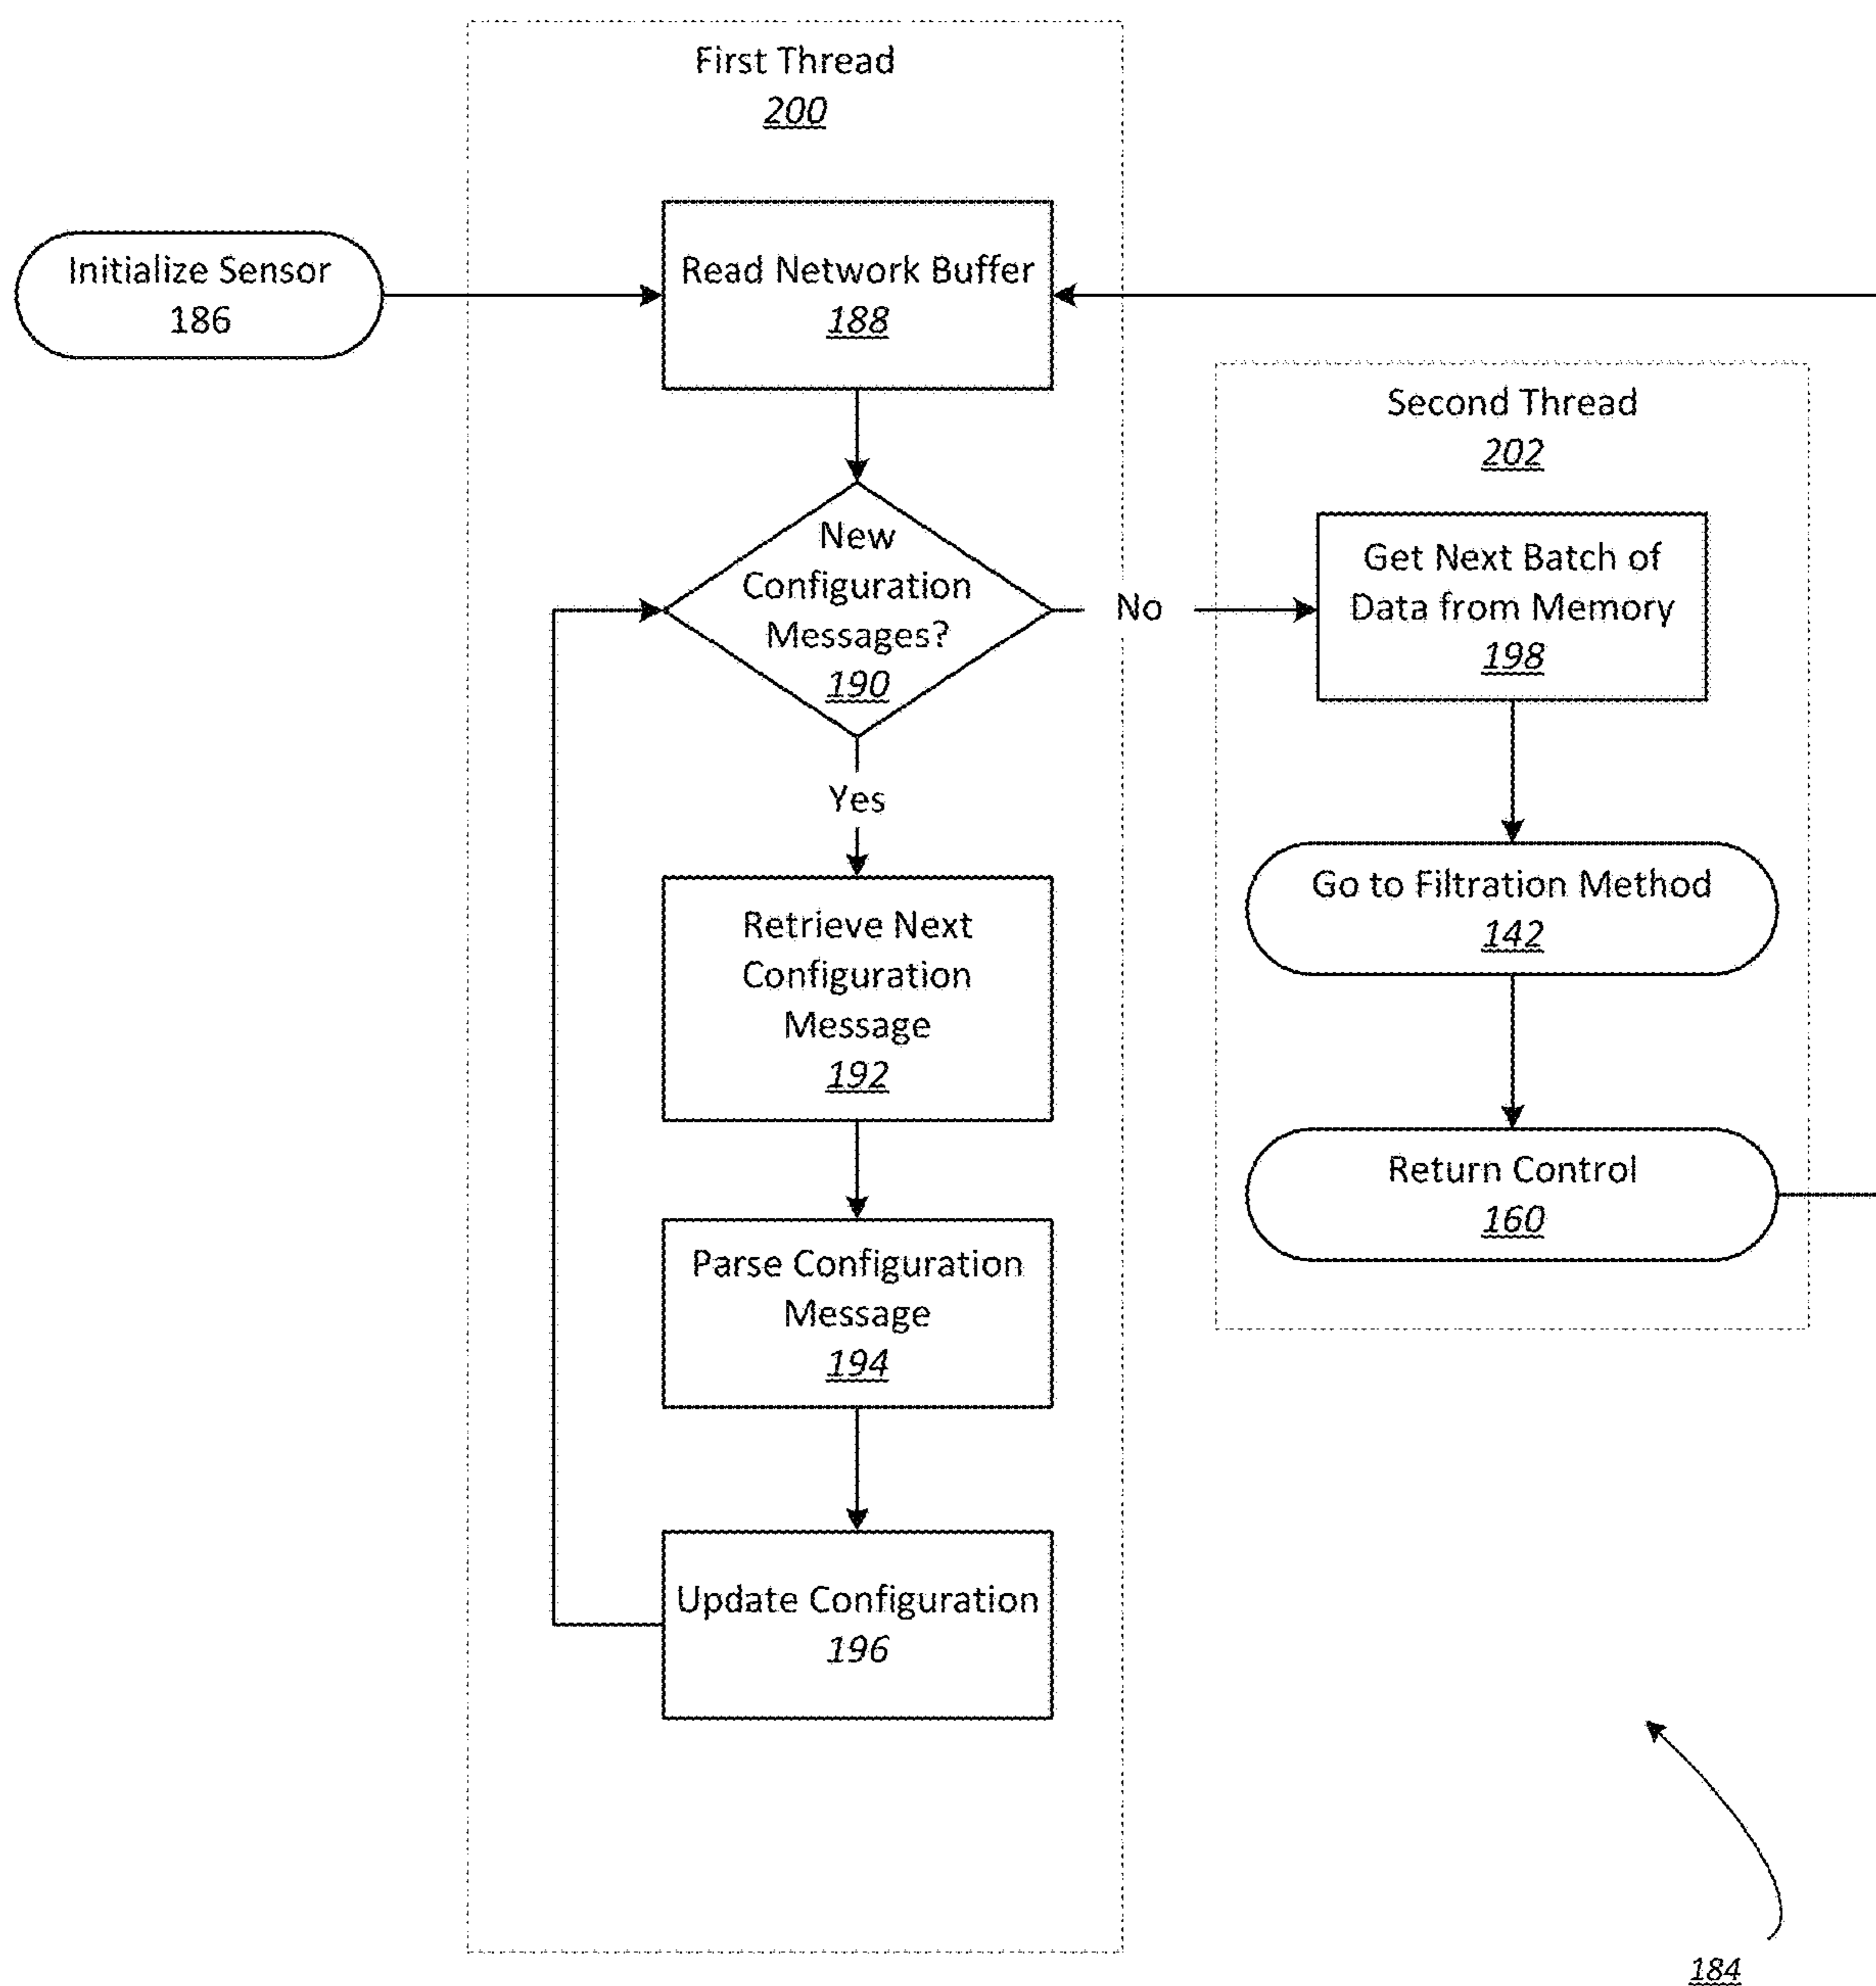 First Thread
200
Initialize Sensor
186
Read Network Buffer
188
Second Thread
202
New
Configuration
Messages?
190
No
Get Next Batch of
Data from Memory
198
Yes
Go to Filtration Method
142
Retrieve Next
Configuration
Message
192
Return Control
160
Parse Configuration
Message
194
Update Configuration
196
184